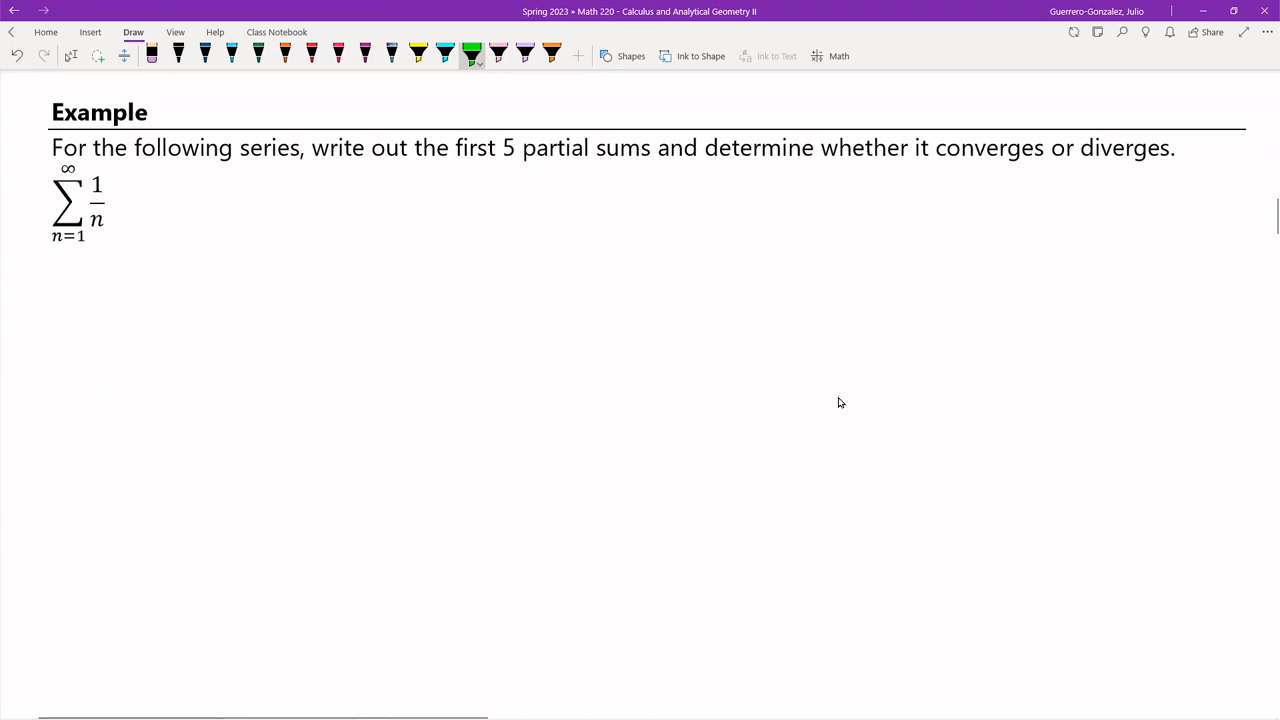 Spring 2023 » Math 220 - Calculus and Analytical Geometry II
Guerrero-Gonzalez, Julio
Home Insert Draw View Help Class Notebook
Share
Shapes Ink to Shape Ink to Text Math
Example
For the following series, write out the first 5 partial sums and determine whether it converges or diverges.
∞
∑ 1/n
n=1